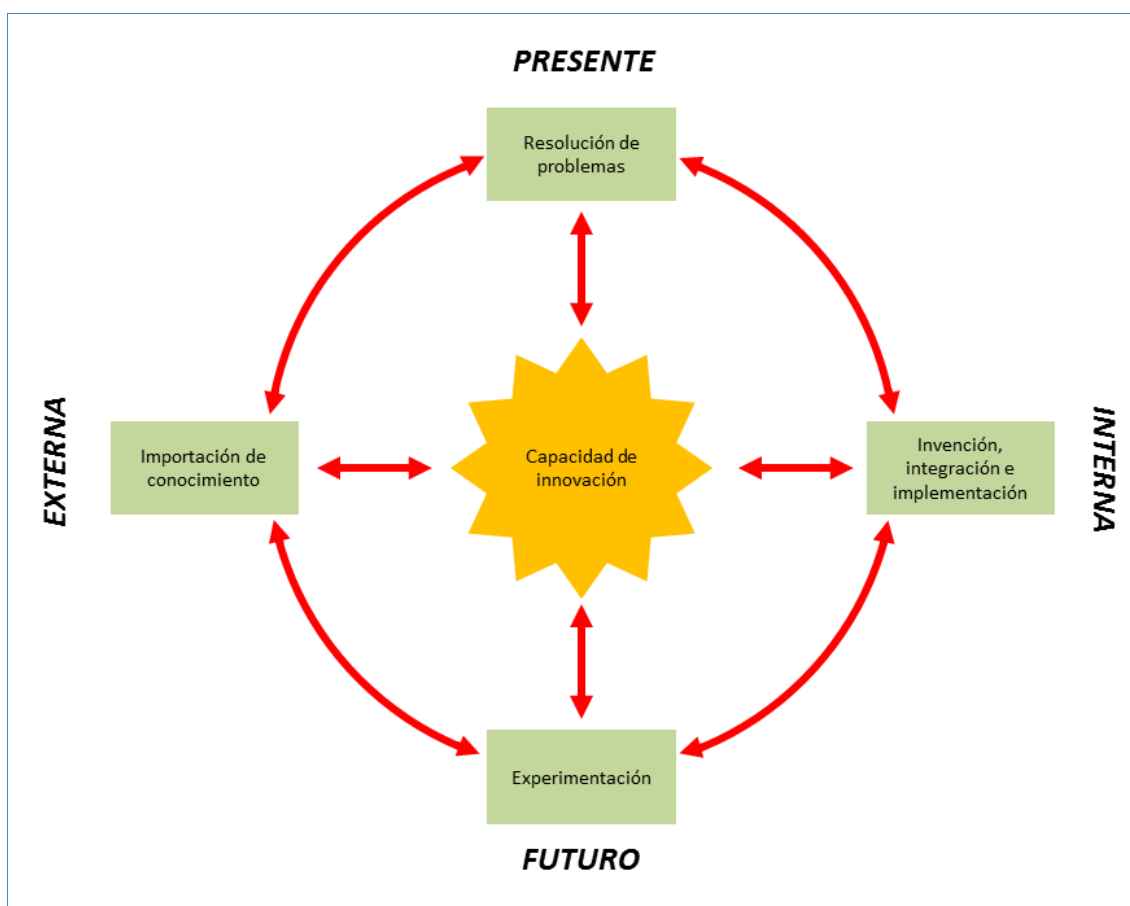 PRESENTE
Resolución de
problemas
EXTERNA
Importación de
conocimiento
Capacidad de
innovación
Invención,
integración e
implementación
INTERNA
Experimentación
FUTURO